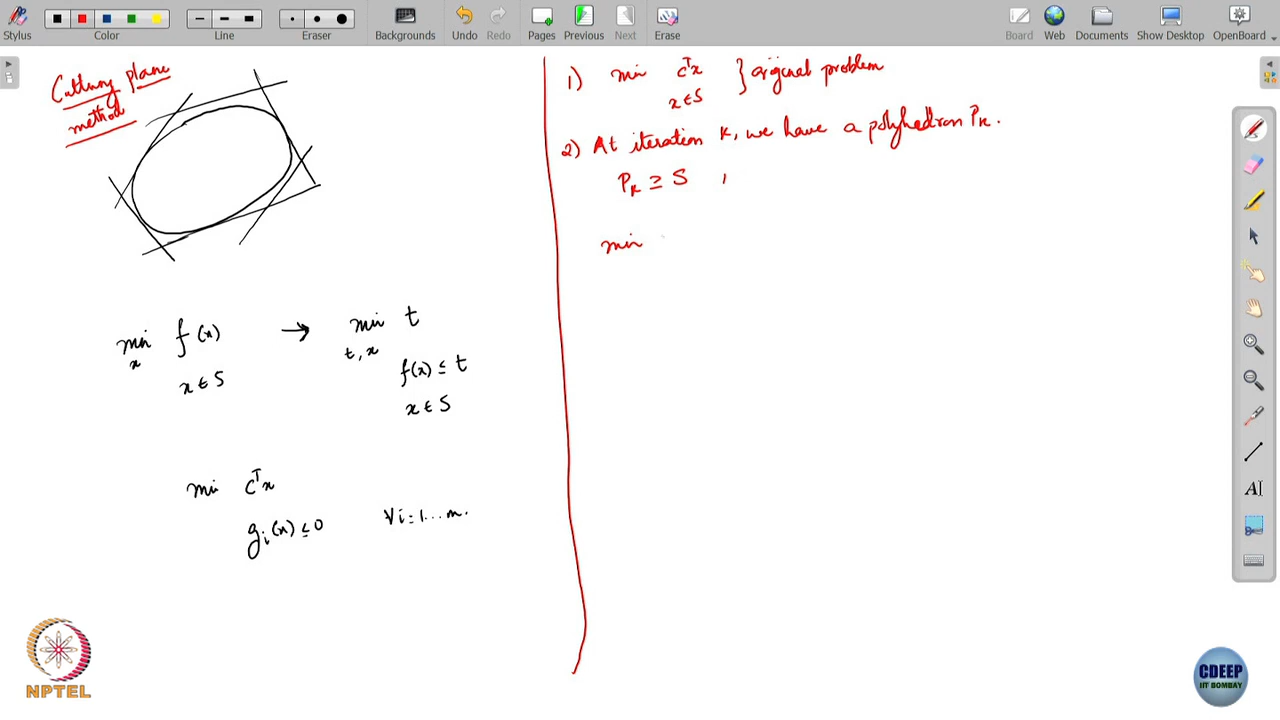 Stylus
Color
Line
Eraser
Backgrounds
Undo
Redo
Pages
Previous
Next
Erase
Board
Web
Documents
Show Desktop
OpenBoard
Cutting plane
method
min f(x)
x
x ∈ S
→
min t
t, x
f(x) ≤ t
x ∈ S
min cᵀx
gᵢ(x) ≤ 0 ∀ i = 1...m.
1) min cᵀx } original problem
x ∈ S
2) At iteration k, we have a polyhedron Pₖ.
Pₖ ⊇ S ,
min
AI
NPTEL
CDEEP
IIT BOMBAY